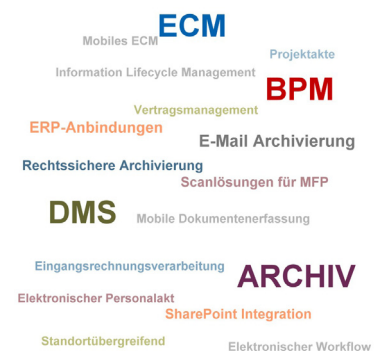 ECM
Mobiles ECM
Projektakte
Information Lifecycle Management
BPM
Vertragsmanagement
ERP-Anbindungen
E-Mail Archivierung
Rechtssichere Archivierung
Scanlösungen für MFP
DMS
Mobile Dokumentenerfassung
Eingangsrechnungsverarbeitung
ARCHIV
Elektronischer Personalakt
SharePoint Integration
Standortübergreifend
Elektronischer Workflow